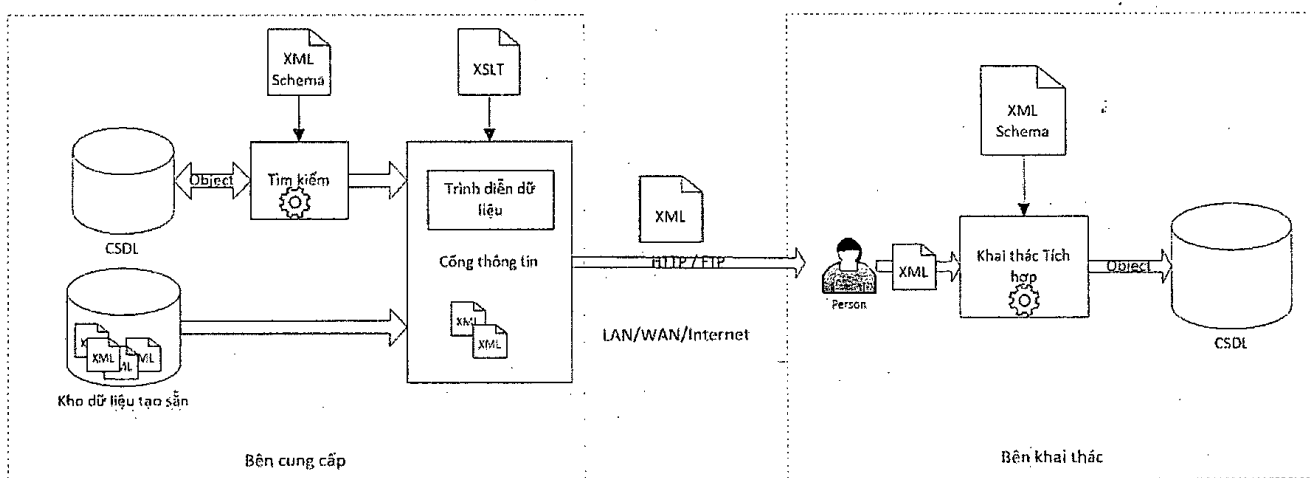 XML
Schema
XSLT
Object
Tìm kiếm
CSDL
Trình diễn dữ
liệu
Cổng thông tin
XML
XML
XML
XML
XML
Kho dữ liệu tạo sẵn
Bên cung cấp
XML
HTTP / FTP
LAN/WAN/Internet
XML
Schema
Person
XML
Khai thác Tích
hợp
Object
CSDL
Bên khai thác